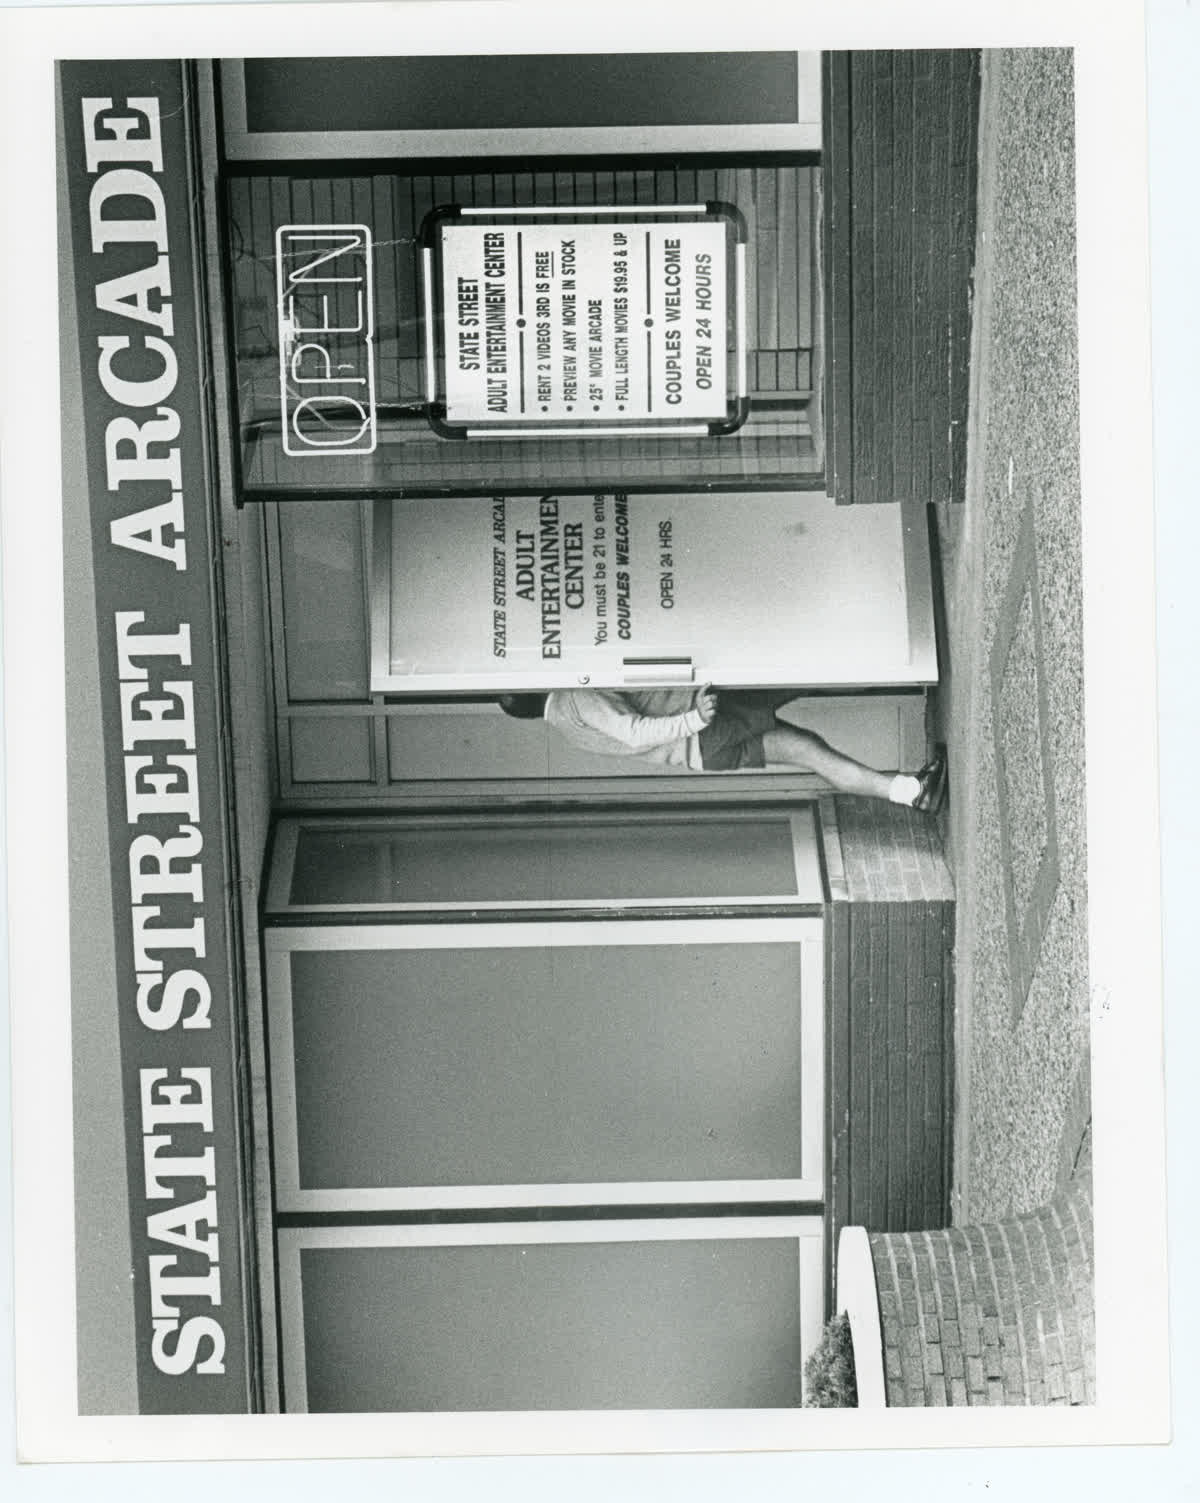 STATE STREET ARCADE
OPEN
STATE STREET
ADULT ENTERTAINMENT CENTER
• RENT 2 VIDEOS 3RD IS FREE
• PREVIEW ANY MOVIE IN STOCK
• 25¢ MOVIE ARCADE
• FULL LENGTH MOVIES $19.95 & UP
COUPLES WELCOME
OPEN 24 HOURS
STATE STREET ARCAD
ADULT
ENTERTAINMEN
CENTER
You must be 21 to ente
COUPLES WELCOME
OPEN 24 HRS.